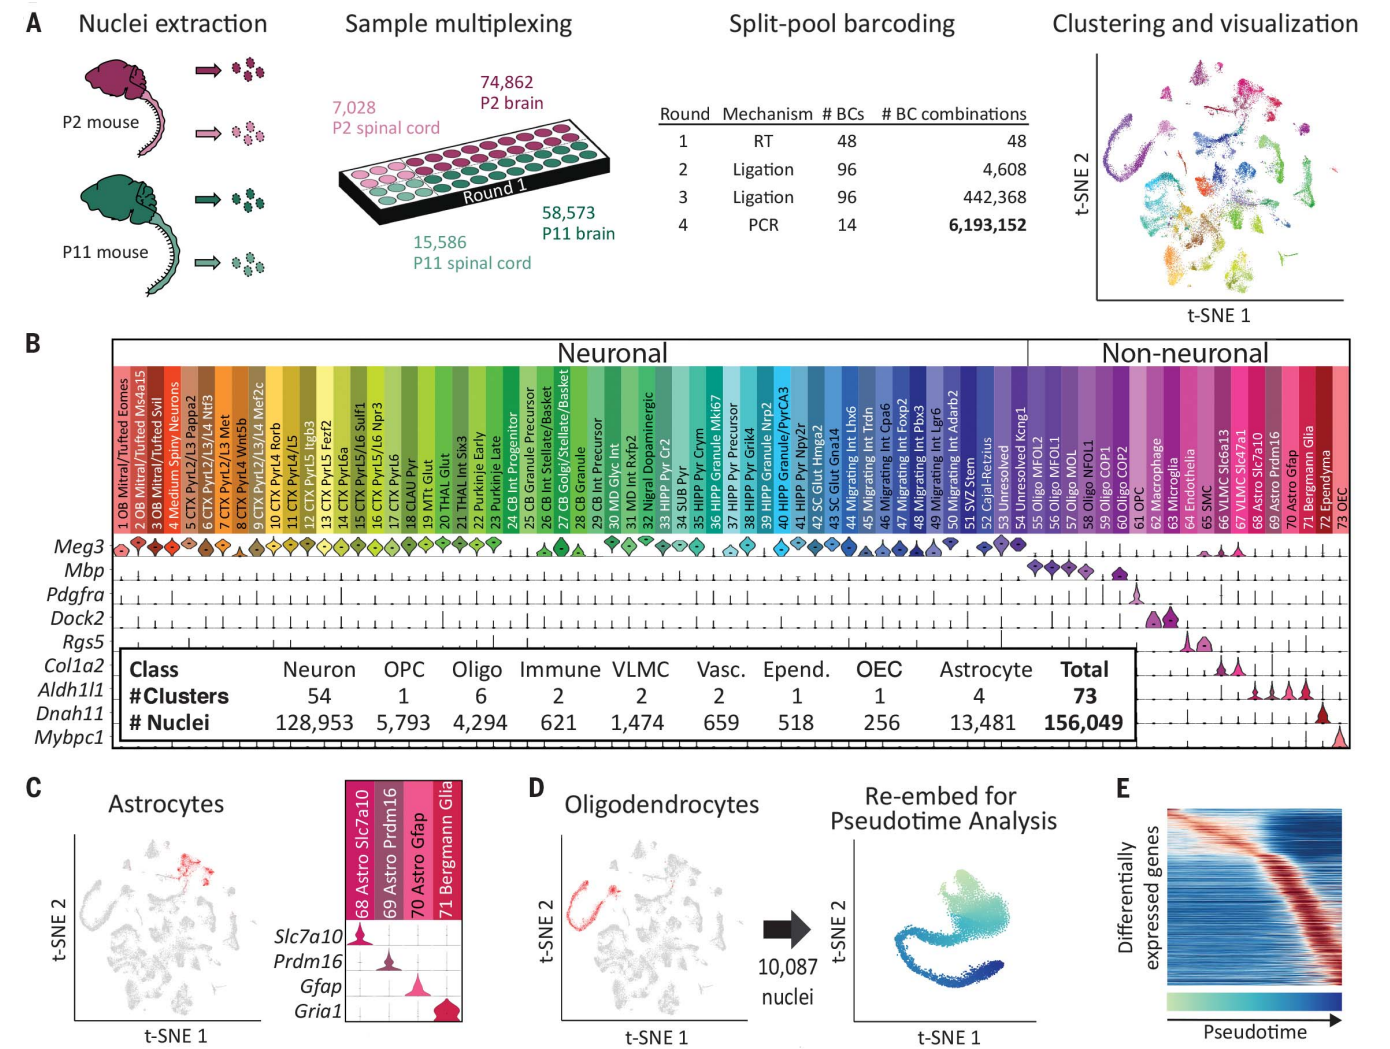 A
Nuclei extraction
P2 mouse
P11 mouse
Sample multiplexing
74,862
P2 brain
7,028
P2 spinal cord
Round 1
58,573
P11 brain
15,586
P11 spinal cord
Split-pool barcoding
Round Mechanism # BCs # BC combinations
1 RT 48 48
2 Ligation 96 4,608
3 Ligation 96 442,368
4 PCR 14 6,193,152
Clustering and visualization
t-SNE 2
t-SNE 1
B
Neuronal
Non-neuronal
1 OB Mitral/Tufted Eomes
2 OB Mitral/Tufted Ms4a15
3 OB Mitral/Tufted Svil
4 Medium Spiny Neurons
5 CTX PyrL2/L3 Pappa2
6 CTX PyrL2/L3/L4 Ntf3
7 CTX PyrL2/L3 Met
8 CTX PyrL4 Wnt5b
9 CTX PyrL2/L3/L4 Mef2c
10 CTX PyrL4 Rorb
11 CTX PyrL4/L5
12 CTX PyrL5 Itgb3
13 CTX PyrL5 Fezf2
14 CTX PyrL6a
15 CTX PyrL5/L6 Sulf1
16 CTX PyrL5/L6 Npr3
17 CTX PyrL6
18 CLAU Pyr
19 MTt Glut
20 THAL Glut
21 THAL Int Six3
22 Purkinje Early
23 Purkinje Late
24 CB Int Progenitor
25 CB Granule Precursor
26 CB Int Stellate/Basket
27 CB Golgi/Stellate/Basket
28 CB Granule
29 CB Int Precursor
30 MD Glyc Int
31 MD Int Rxfp2
32 Nigral Dopaminergic
33 HIPP Pyr Cr2
34 SUB Pyr
35 HIPP Pyr Crym
36 HIPP Granule Mki67
37 HIPP Pyr Precursor
38 HIPP Pyr Grik4
39 HIPP Granule Nrp2
40 HIPP Granule/PyrCA3
41 HIPP Pyr Npy2r
42 SC Glut Hmga2
43 SC Glut Gna14
44 Migrating Int Lhx6
45 Migrating Int Trdn
46 Migrating Int Cpa6
47 Migrating Int Foxp2
48 Migrating Int Pbx3
49 Migrating Int Lgr6
50 Migrating Int Adarb2
51 SVZ Stem
52 Cajal-Retzius
53 Unresolved
54 Unresolved Kcng1
55 Oligo MFOL2
56 Oligo MFOL1
57 Oligo MOL
58 Oligo NFOL1
59 Oligo COP1
60 Oligo COP2
61 OPC
62 Macrophage
63 Microglia
64 Endothelia
65 SMC
66 VLMC Slc6a13
67 VLMC Slc47a1
68 Astro Slc7a10
69 Astro Prdm16
70 Astro Gfap
71 Bergmann Glia
72 Ependyma
73 OEC
Meg3
Mbp
Pdgfra
Dock2
Rgs5
Col1a2
Aldh1l1
Dnah11
Mybpc1
Class Neuron OPC Oligo Immune VLMC Vasc. Epend. OEC Astrocyte Total
#Clusters 54 1 6 2 2 2 1 1 4 73
# Nuclei 128,953 5,793 4,294 621 1,474 659 518 256 13,481 156,049
C
Astrocytes
t-SNE 2
t-SNE 1
68 Astro Slc7a10
69 Astro Prdm16
70 Astro Gfap
71 Bergmann Glia
Slc7a10
Prdm16
Gfap
Gria1
D
Oligodendrocytes
t-SNE 2
t-SNE 1
10,087
nuclei
Re-embed for
Pseudotime Analysis
t-SNE 2
t-SNE 1
E
Differentially
expressed genes
Pseudotime